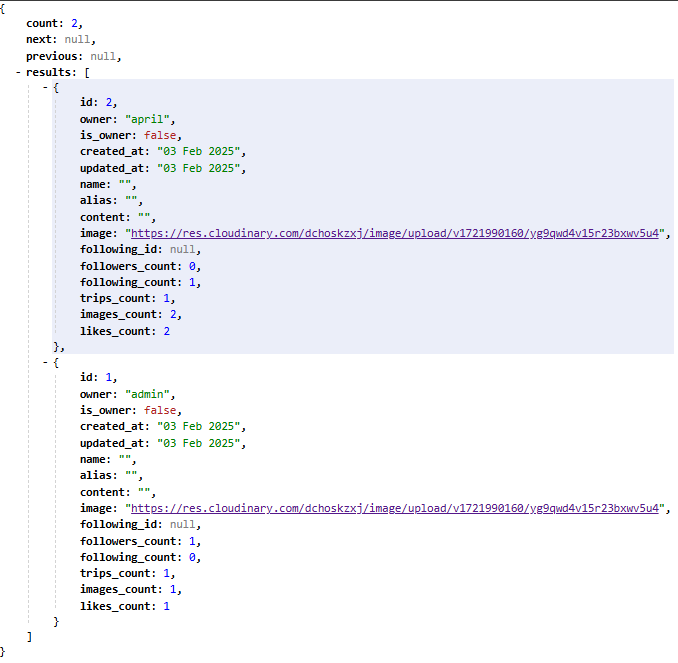 {
count: 2,
next: null,
previous: null,
- results: [
- {
id: 2,
owner: "april",
is_owner: false,
created_at: "03 Feb 2025",
updated_at: "03 Feb 2025",
name: "",
alias: "",
content: "",
image: "https://res.cloudinary.com/dchoskzxj/image/upload/v1721990160/yg9qwd4v15r23bxwv5u4",
following_id: null,
followers_count: 0,
following_count: 1,
trips_count: 1,
images_count: 2,
likes_count: 2
},
- {
id: 1,
owner: "admin",
is_owner: false,
created_at: "03 Feb 2025",
updated_at: "03 Feb 2025",
name: "",
alias: "",
content: "",
image: "https://res.cloudinary.com/dchoskzxj/image/upload/v1721990160/yg9qwd4v15r23bxwv5u4",
following_id: null,
followers_count: 1,
following_count: 0,
trips_count: 1,
images_count: 1,
likes_count: 1
}
]
}